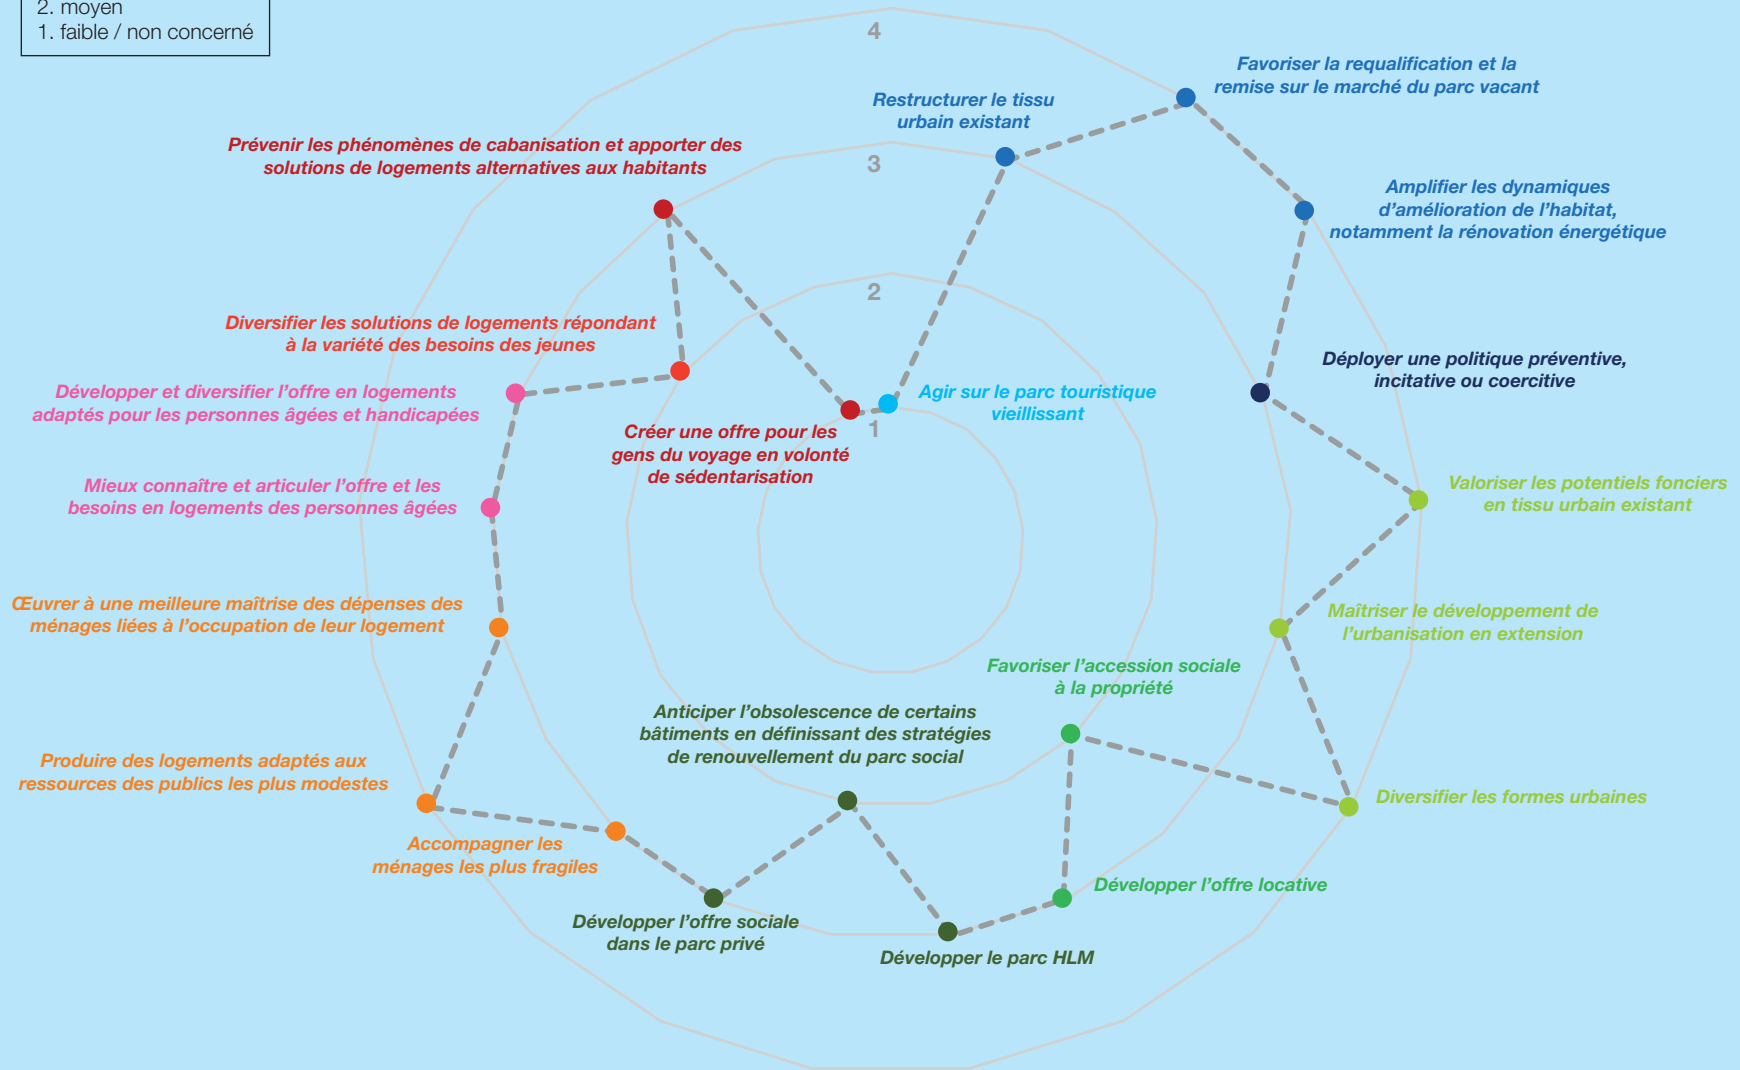 2. moyen
1. faible / non concerné
4
3
2
1
Favoriser la requalification et la
remise sur le marché du parc vacant
Restructurer le tissu
urbain existant
Prévenir les phénomènes de cabanisation et apporter des
solutions de logements alternatives aux habitants
Amplifier les dynamiques
d'amélioration de l'habitat,
notamment la rénovation énergétique
Diversifier les solutions de logements répondant
à la variété des besoins des jeunes
Déployer une politique préventive,
incitative ou coercitive
Développer et diversifier l'offre en logements
adaptés pour les personnes âgées et handicapées
Agir sur le parc touristique
vieillissant
Créer une offre pour les
gens du voyage en volonté
de sédentarisation
Mieux connaître et articuler l'offre et les
besoins en logements des personnes âgées
Valoriser les potentiels fonciers
en tissu urbain existant
Œuvrer à une meilleure maîtrise des dépenses des
ménages liées à l'occupation de leur logement
Maîtriser le développement de
l'urbanisation en extension
Favoriser l'accession sociale
à la propriété
Anticiper l'obsolescence de certains
bâtiments en définissant des stratégies
de renouvellement du parc social
Produire des logements adaptés aux
ressources des publics les plus modestes
Diversifier les formes urbaines
Accompagner les
ménages les plus fragiles
Développer l'offre locative
Développer l'offre sociale
dans le parc privé
Développer le parc HLM